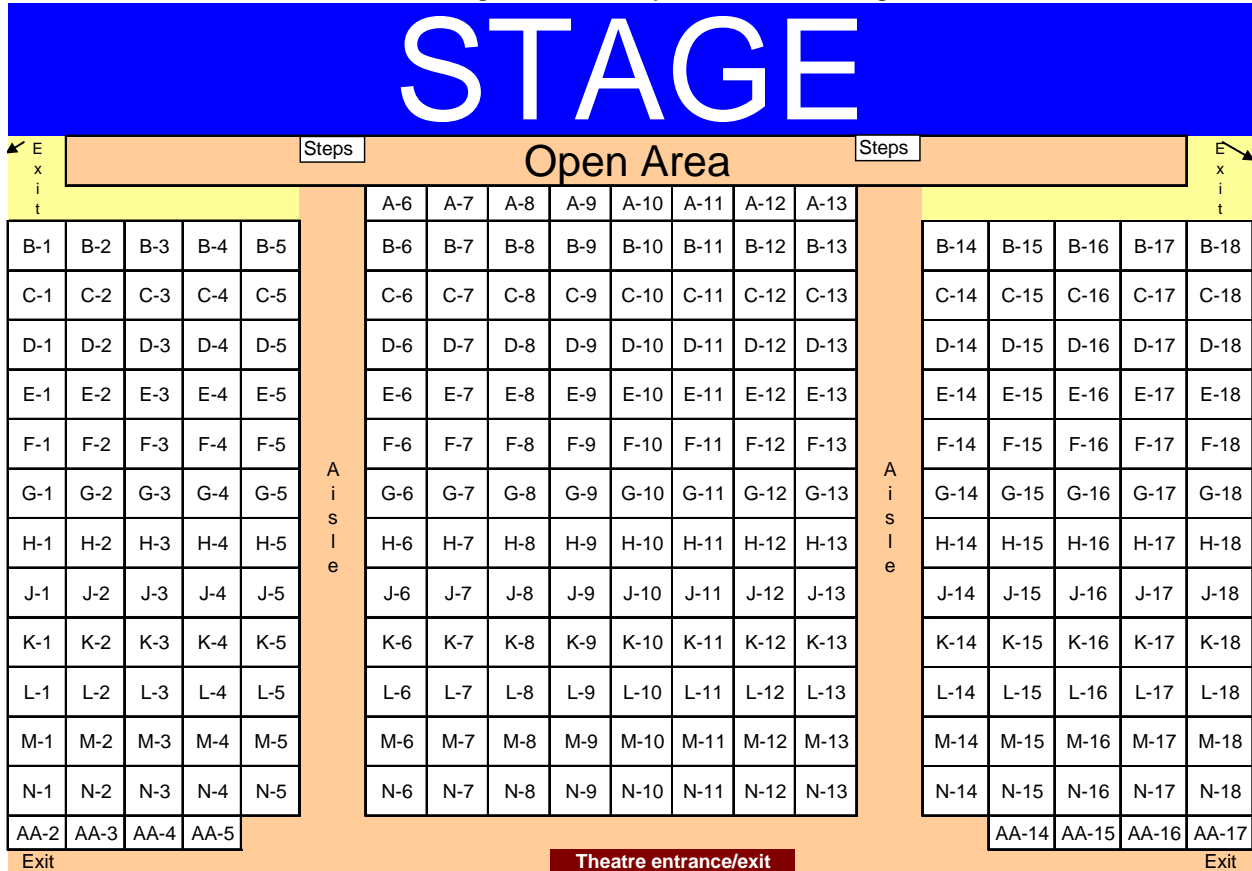 STAGE
Exit Steps Open Area Steps Exit
A-6 A-7 A-8 A-9 A-10 A-11 A-12 A-13
B-1 B-2 B-3 B-4 B-5 B-6 B-7 B-8 B-9 B-10 B-11 B-12 B-13 B-14 B-15 B-16 B-17 B-18
C-1 C-2 C-3 C-4 C-5 C-6 C-7 C-8 C-9 C-10 C-11 C-12 C-13 C-14 C-15 C-16 C-17 C-18
D-1 D-2 D-3 D-4 D-5 D-6 D-7 D-8 D-9 D-10 D-11 D-12 D-13 D-14 D-15 D-16 D-17 D-18
E-1 E-2 E-3 E-4 E-5 E-6 E-7 E-8 E-9 E-10 E-11 E-12 E-13 E-14 E-15 E-16 E-17 E-18
F-1 F-2 F-3 F-4 F-5 F-6 F-7 F-8 F-9 F-10 F-11 F-12 F-13 F-14 F-15 F-16 F-17 F-18
Aisle Aisle
G-1 G-2 G-3 G-4 G-5 G-6 G-7 G-8 G-9 G-10 G-11 G-12 G-13 G-14 G-15 G-16 G-17 G-18
H-1 H-2 H-3 H-4 H-5 H-6 H-7 H-8 H-9 H-10 H-11 H-12 H-13 H-14 H-15 H-16 H-17 H-18
J-1 J-2 J-3 J-4 J-5 J-6 J-7 J-8 J-9 J-10 J-11 J-12 J-13 J-14 J-15 J-16 J-17 J-18
K-1 K-2 K-3 K-4 K-5 K-6 K-7 K-8 K-9 K-10 K-11 K-12 K-13 K-14 K-15 K-16 K-17 K-18
L-1 L-2 L-3 L-4 L-5 L-6 L-7 L-8 L-9 L-10 L-11 L-12 L-13 L-14 L-15 L-16 L-17 L-18
M-1 M-2 M-3 M-4 M-5 M-6 M-7 M-8 M-9 M-10 M-11 M-12 M-13 M-14 M-15 M-16 M-17 M-18
N-1 N-2 N-3 N-4 N-5 N-6 N-7 N-8 N-9 N-10 N-11 N-12 N-13 N-14 N-15 N-16 N-17 N-18
AA-2 AA-3 AA-4 AA-5 AA-14 AA-15 AA-16 AA-17
Exit Theatre entrance/exit Exit